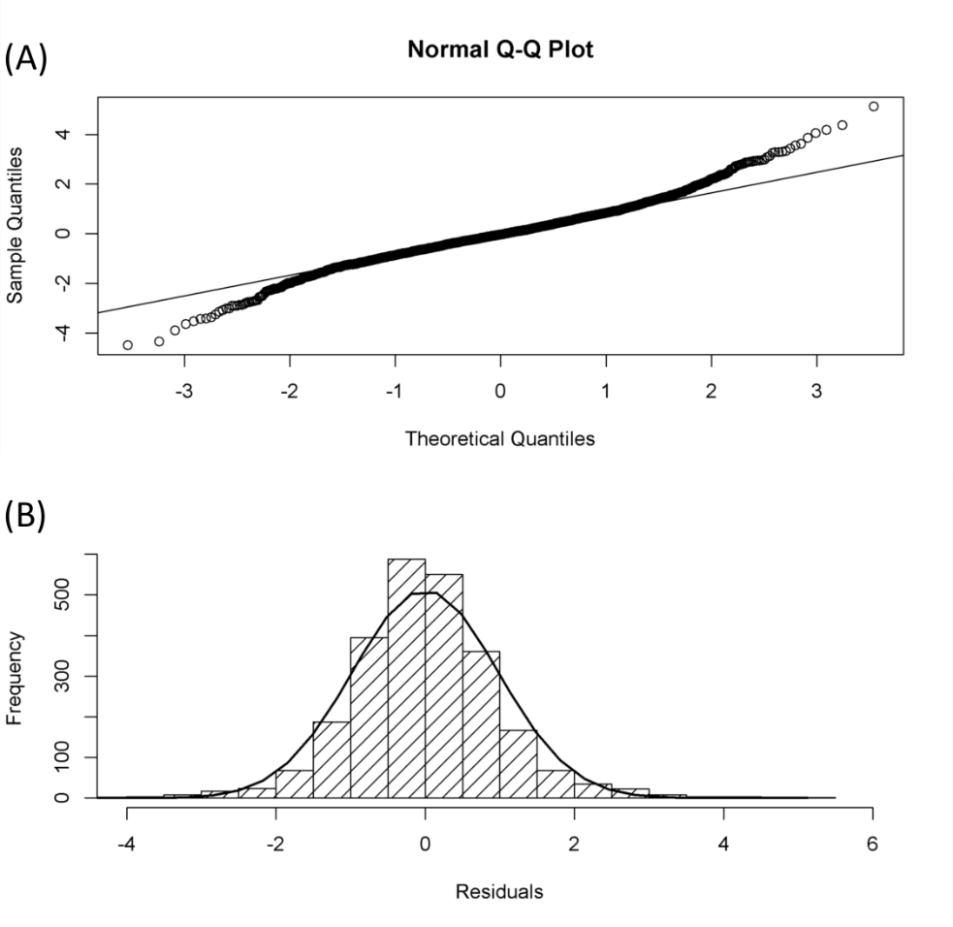 (A)
Normal Q-Q Plot
Sample Quantiles
4
2
0
-2
-4
-3 -2 -1 0 1 2 3
Theoretical Quantiles
(B)
Frequency
500
300
100
0
-4 -2 0 2 4 6
Residuals